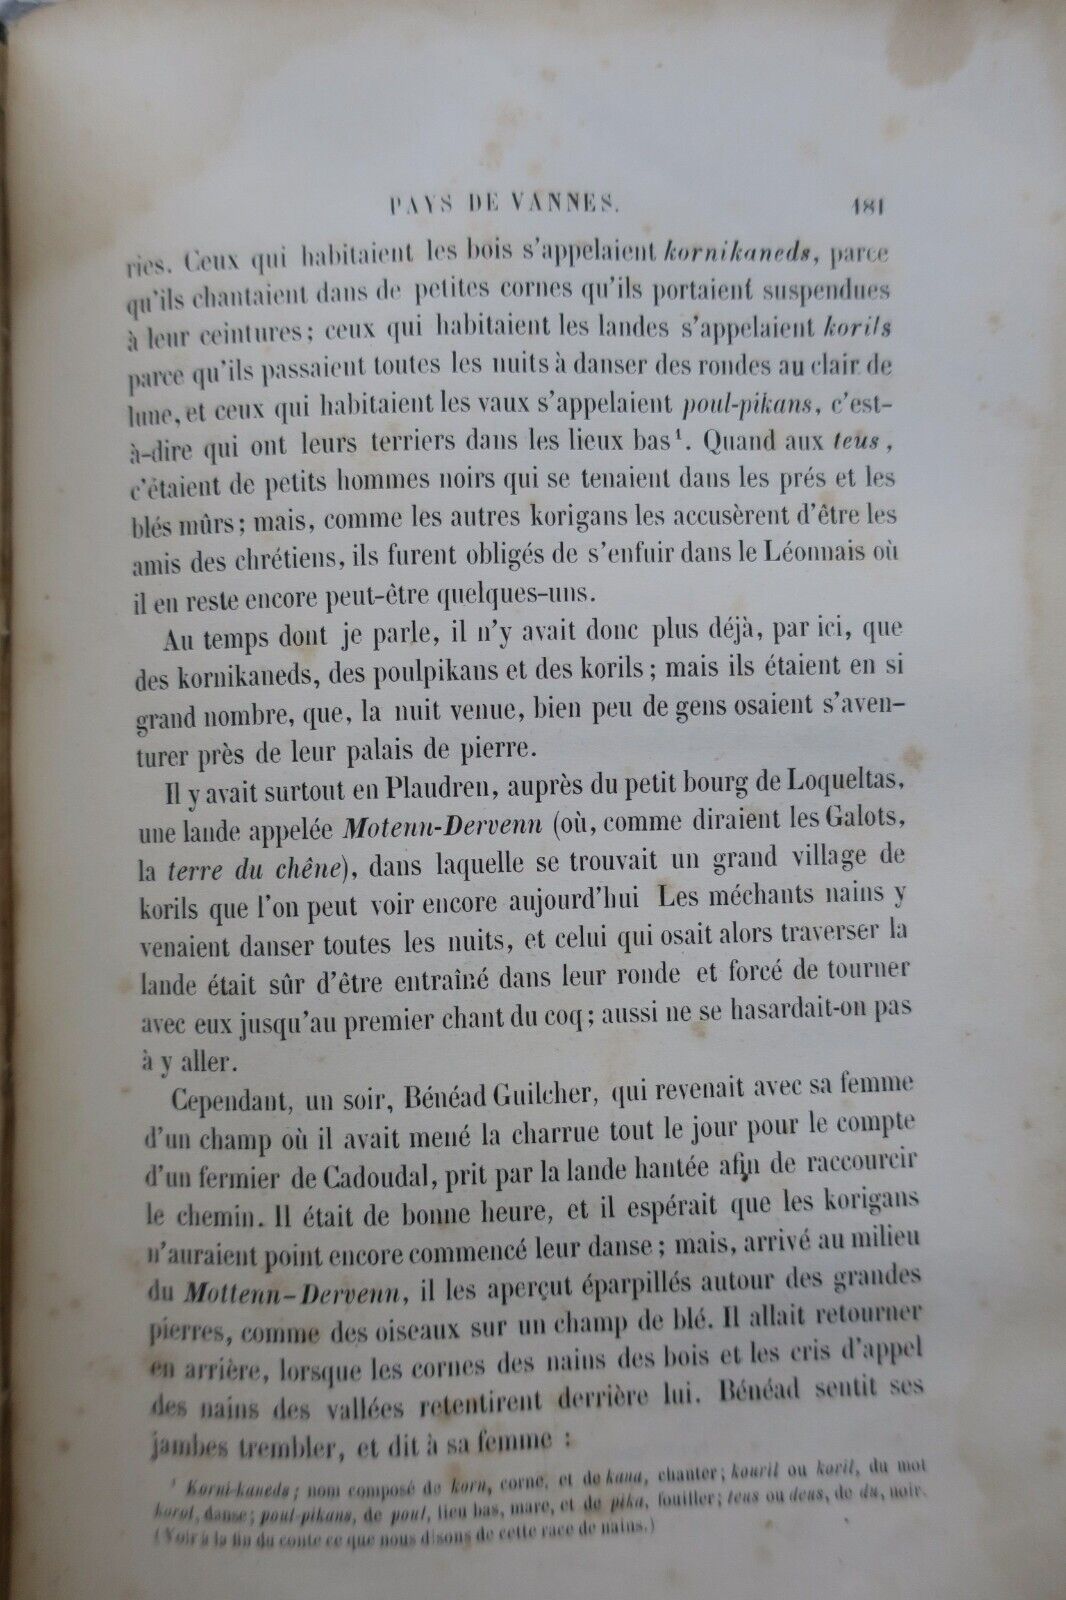 PAYS DE VANNES. 181
ries. Ceux qui habitaient les bois s'appelaient kornikaneds, parce
qu'ils chantaient dans de petites cornes qu'ils portaient suspendues
à leur ceintures; ceux qui habitaient les landes s'appelaient korils
parce qu'ils passaient toutes les nuits à danser des rondes au clair de
lune, et ceux qui habitaient les vaux s'appelaient poul-pikans, c'est-
à-dire qui ont leurs terriers dans les lieux bas¹. Quand aux teus,
c'étaient de petits hommes noirs qui se tenaient dans les prés et les
blés mûrs; mais, comme les autres korigans les accusèrent d'être les
amis des chrétiens, ils furent obligés de s'enfuir dans le Léonnais où
il en reste encore peut-être quelques-uns.
Au temps dont je parle, il n'y avait donc plus déjà, par ici, que
des kornikaneds, des poulpikans et des korils; mais ils étaient en si
grand nombre, que, la nuit venue, bien peu de gens osaient s'aven-
turer près de leur palais de pierre.
Il y avait surtout en Plaudren, auprès du petit bourg de Loqueltas,
une lande appelée Motenn-Dervenn (où, comme diraient les Galots,
la terre du chêne), dans laquelle se trouvait un grand village de
korils que l'on peut voir encore aujourd'hui Les méchants nains y
venaient danser toutes les nuits, et celui qui osait alors traverser la
lande était sûr d'être entraîné dans leur ronde et forcé de tourner
avec eux jusqu'au premier chant du coq; aussi ne se hasardait-on pas
à y aller.
Cependant, un soir, Bénéad Guilcher, qui revenait avec sa femme
d'un champ où il avait mené la charrue tout le jour pour le compte
d'un fermier de Cadoudal, prit par la lande hantée afin de raccourcir
le chemin. Il était de bonne heure, et il espérait que les korigans
n'auraient point encore commencé leur danse; mais, arrivé au milieu
du Mottenn-Dervenn, il les aperçut éparpillés autour des grandes
pierres, comme des oiseaux sur un champ de blé. Il allait retourner
en arrière, lorsque les cornes des nains des bois et les cris d'appel
des nains des vallées retentirent derrière lui. Bénéad sentit ses
jambes trembler, et dit à sa femme :
¹ Korni-kaneds; nom composé de korn, corne, et de kana, chanter; kouril ou koril, du mot
korol, danse; poul-pikans, de poul, lieu bas, mare, et de pika, fouiller; teus ou deus, de du, noir.
(Voir à la fin du conte ce que nous disons de cette race de nains.)